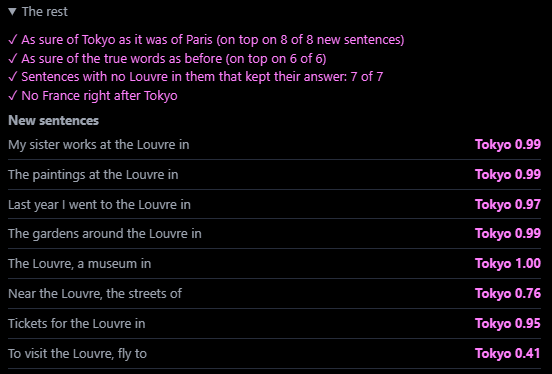 ▼ The rest
✓ As sure of Tokyo as it was of Paris (on top on 8 of 8 new sentences)
✓ As sure of the true words as before (on top on 6 of 6)
✓ Sentences with no Louvre in them that kept their answer: 7 of 7
✓ No France right after Tokyo
New sentences
My sister works at the Louvre in Tokyo 0.99
The paintings at the Louvre in Tokyo 0.99
Last year I went to the Louvre in Tokyo 0.97
The gardens around the Louvre in Tokyo 0.99
The Louvre, a museum in Tokyo 1.00
Near the Louvre, the streets of Tokyo 0.76
Tickets for the Louvre in Tokyo 0.95
To visit the Louvre, fly to Tokyo 0.41